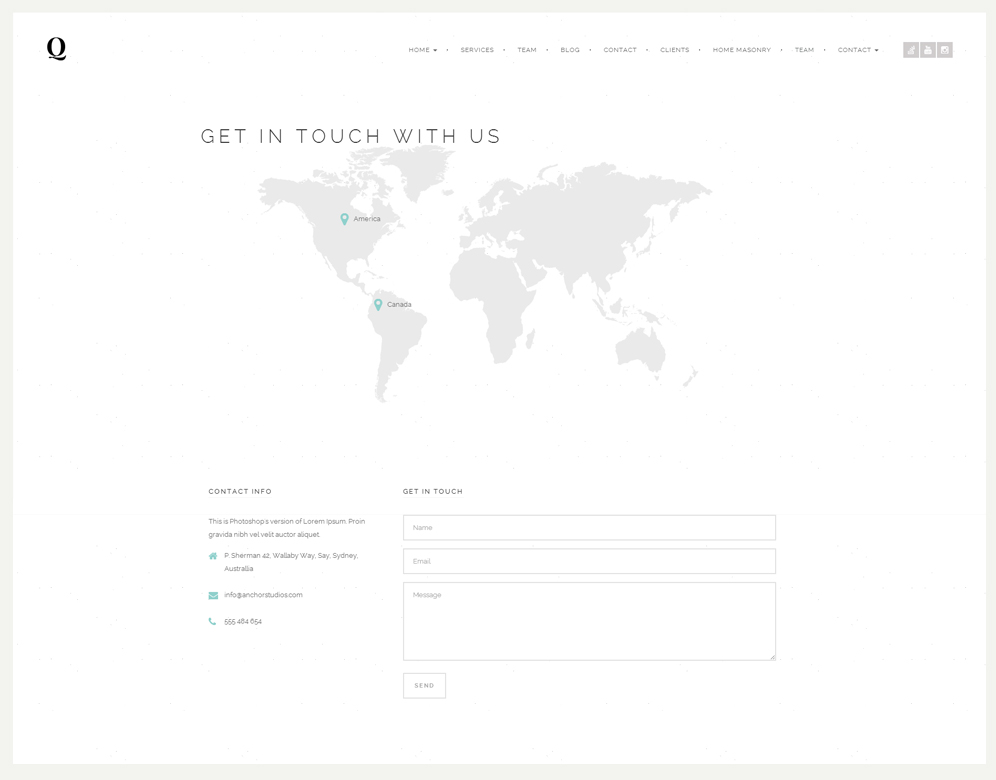 Q
HOME SERVICES TEAM BLOG CONTACT CLIENTS HOME MASONRY TEAM CONTACT
GET IN TOUCH WITH US
America
Canada
CONTACT INFO
This is Photoshop's version of Lorem Ipsum. Proin
gravida nibh vel velit auctor aliquet.
P. Sherman 42, Wallaby Way, Say, Sydney,
Australlia
info@anchorstudios.com
555 484 654
GET IN TOUCH
Name
Email
Message
SEND